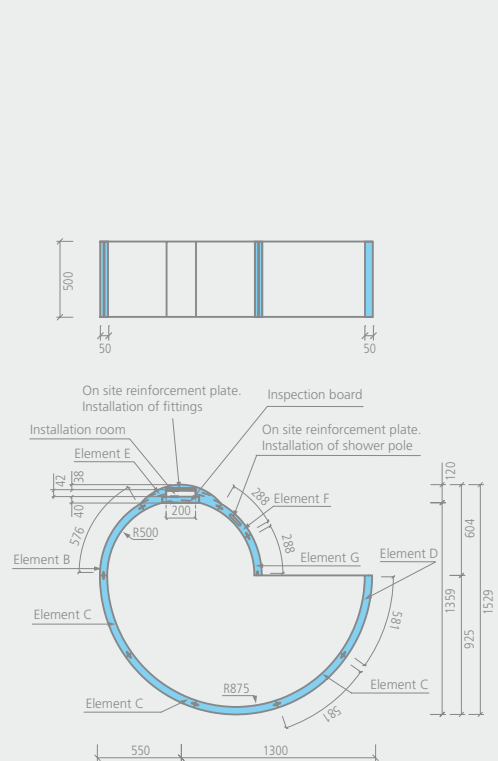 500
50
50
On site reinforcement plate.
Installation of fittings
Inspection board
Installation room
On site reinforcement plate.
Installation of shower pole
Element E
42
38
120
288
Element F
40
200
604
576
R500
288
Element B
Element G
Element D
1359
1529
Element C
581
925
R875
Element C
Element C
581
550
1300